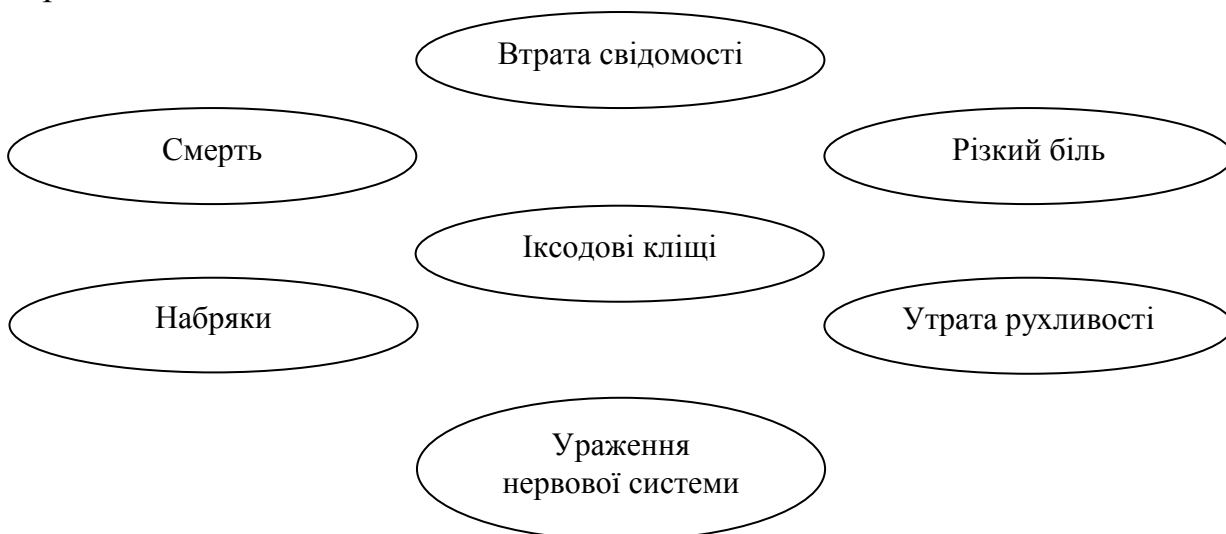 Втрата свідомості
Смерть
Різкий біль
Іксодові кліщі
Набряки
Утрата рухливості
Ураження
нервової системи